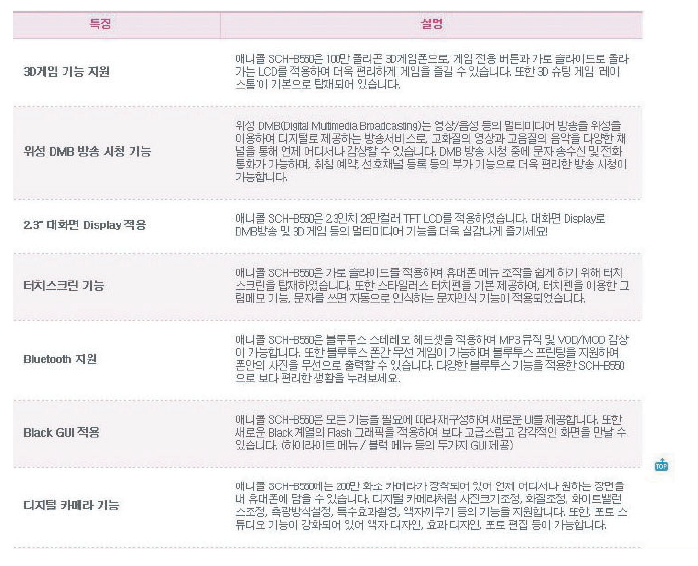 특징 설명
3D게임 기능 지원
애니콜 SCH-B550은 100만 폴리곤 3D게임폰으로, 게임 전용 버튼과 가로 슬라이드로 돌라
가는 LCD를 적용하여 더욱 편리하게 게임을 즐길 수 있습니다. 또한 3D 슈팅 게임 '레이
스톰'이 기본으로 탑재되어 있습니다.
위성 DMB 방송 시청 기능
위성 DMB(Digital Multimedia Broadcasting)는 영상/음성 등의 멀티미디어 방송을 위성을
이용하여 디지털로 제공하는 방송서비스로, 고화질의 영상과 고음질의 음악을 다양한 채
널을 통해 언제 어디서나 감상할 수 있습니다. DMB 방송 시청 중에 문자 송수신 및 전화
통화가 가능하며, 취침 예약, 선호채널 등록 등의 부가 기능으로 더욱 편리한 방송 시청이
가능합니다.
2.3" 대화면 Display 적용
애니콜 SCH-B550은 2.3인치 26만컬러 TFT LCD를 적용하였습니다. 대화면 Display로
DMB방송 및 3D 게임 등의 멀티미디어 기능을 더욱 실감나게 즐기세요!
터치스크린 기능
애니콜 SCH-B550은 가로 슬라이드를 적용하여 휴대폰 메뉴 조작을 쉽게 하기 위해 터치
스크린을 탑재하였습니다. 또한 스타일러스 터치펜을 기본 제공하여, 터치펜을 이용한 그
림메모 기능, 문자를 쓰면 자동으로 인식하는 문자인식 기능이 적용되었습니다.
Bluetooth 지원
애니콜 SCH-B550은 블루투스 스테레오 헤드셋을 적용하여 MP3 뮤직 및 VOD/MOD 감상
이 가능합니다. 또한 블루투스 폰간 무선 게임이 가능하며 블루투스 프린팅을 지원하여
폰안의 사진을 무선으로 출력할 수 있습니다. 다양한 블루투스 기능을 적용한 SCH-B550
으로 보다 편리한 생활을 누려보세요.
Black GUI 적용
애니콜 SCH-B550은 모든 기능을 필요에 따라 재구성하여 새로운 UI를 제공합니다. 또한
새로운 Black 계열의 Flash 그래픽을 적용하여 보다 고급스럽고 감각적인 화면을 만날 수
있습니다. (하이라이트 메뉴 / 블랙 메뉴 등의 두가지 GUI 제공)
디지털 카메라 기능
애니콜 SCH-B550에는 200만 화소 카메라가 장착되어 있어 언제 어디서나 원하는 장면을
내 휴대폰에 담을 수 있습니다. 디지털 카메라처럼 사진크기조정, 화질조정, 화이트밸런
스조정, 측광방식설정, 특수효과촬영, 액자끼우기 등의 기능을 지원합니다. 또한, 포토 스
튜디오 기능이 강화되어 있어 액자 디자인, 효과 디자인, 포토 편집 등이 가능합니다.
TOP